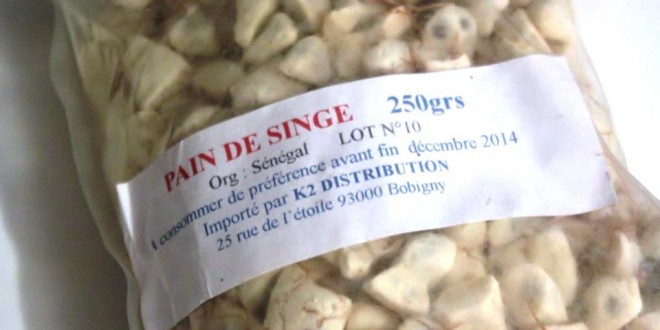 PAIN DE SINGE 250grs
Org : Sénégal LOT N°10
A consommer de préférence avant fin décembre 2014
Importé par K2 DISTRIBUTION
25 rue de l'étoile 93000 Bobigny